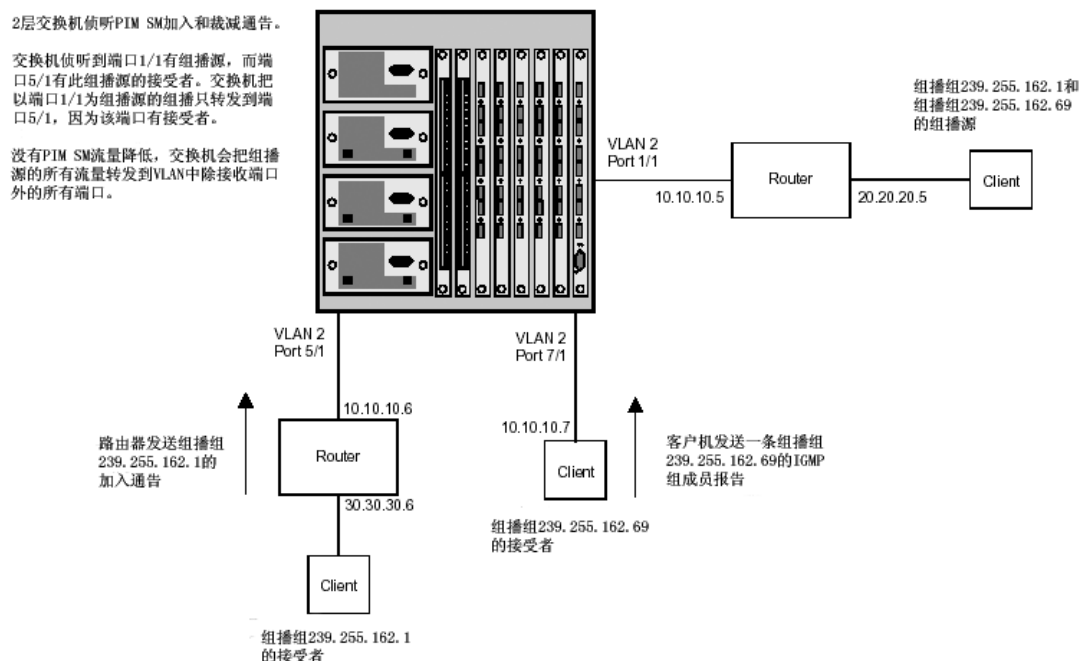 2层交换机侦听PIM SM加入和裁减通告。
交换机侦听到端口1/1有组播源，而端
口5/1有此组播源的接受者。交换机把
以端口1/1为组播源的组播只转发到端
口5/1，因为该端口有接受者。
没有PIM SM流量降低，交换机会把组播
源的所有流量转发到VLAN中除接收端口
外的所有端口。
组播组239.255.162.1和
组播组239.255.162.69
的组播源
VLAN 2
Port 1/1
10.10.10.5
Router
20.20.20.5
Client
VLAN 2
Port 5/1
VLAN 2
Port 7/1
10.10.10.6
路由器发送组播组
239.255.162.1的
加入通告
Router
30.30.30.6
10.10.10.7
Client
客户机发送一条组播组
239.255.162.69的IGMP
组成员报告
组播组239.255.162.69
的接受者
Client
组播组239.255.162.1
的接受者